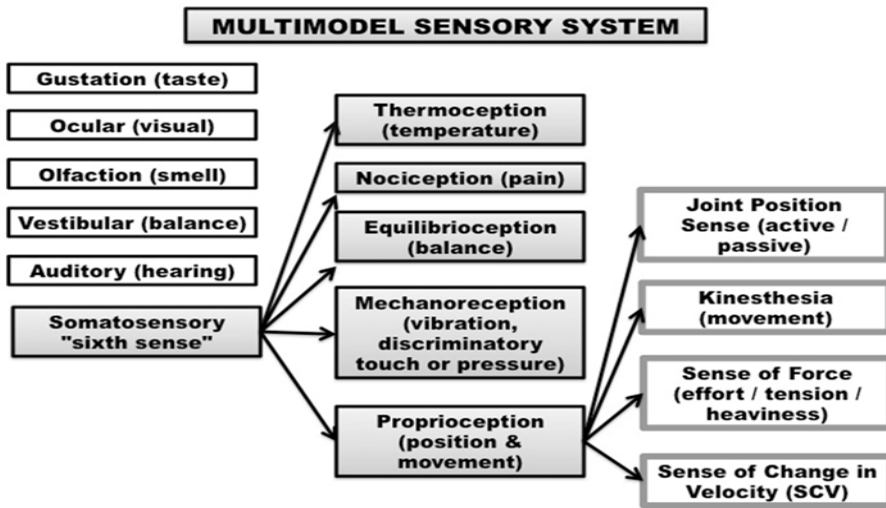 MULTIMODEL SENSORY SYSTEM
Gustation (taste)
Ocular (visual)
Olfaction (smell)
Vestibular (balance)
Auditory (hearing)
Somatosensory
"sixth sense"
Thermoception
(temperature)
Nociception (pain)
Equilibrioception
(balance)
Mechanoreception
(vibration,
discriminatory
touch or pressure)
Proprioception
(position &
movement)
Joint Position
Sense (active /
passive)
Kinesthesia
(movement)
Sense of Force
(effort / tension /
heaviness)
Sense of Change in
Velocity (SCV)